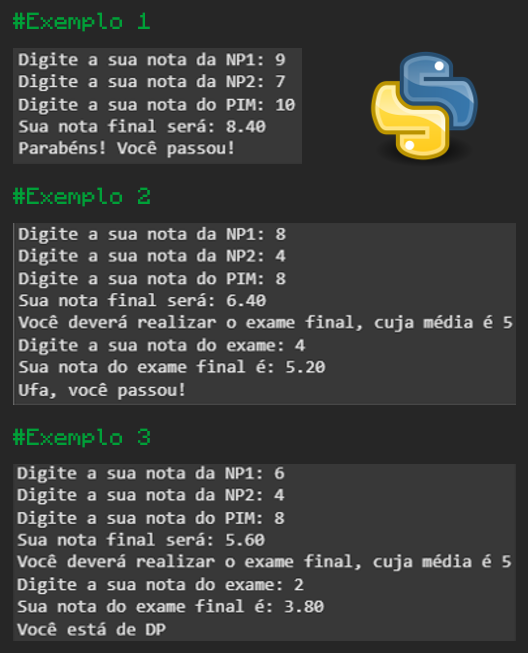 #Exemplo 1
Digite a sua nota da NP1: 9
Digite a sua nota da NP2: 7
Digite a sua nota do PIM: 10
Sua nota final será: 8.40
Parabéns! Você passou!
#Exemplo 2
Digite a sua nota da NP1: 8
Digite a sua nota da NP2: 4
Digite a sua nota do PIM: 8
Sua nota final será: 6.40
Você deverá realizar o exame final, cuja média é 5
Digite a sua nota do exame: 4
Sua nota do exame final é: 5.20
Ufa, você passou!
#Exemplo 3
Digite a sua nota da NP1: 6
Digite a sua nota da NP2: 4
Digite a sua nota do PIM: 8
Sua nota final será: 5.60
Você deverá realizar o exame final, cuja média é 5
Digite a sua nota do exame: 2
Sua nota do exame final é: 3.80
Você está de DP